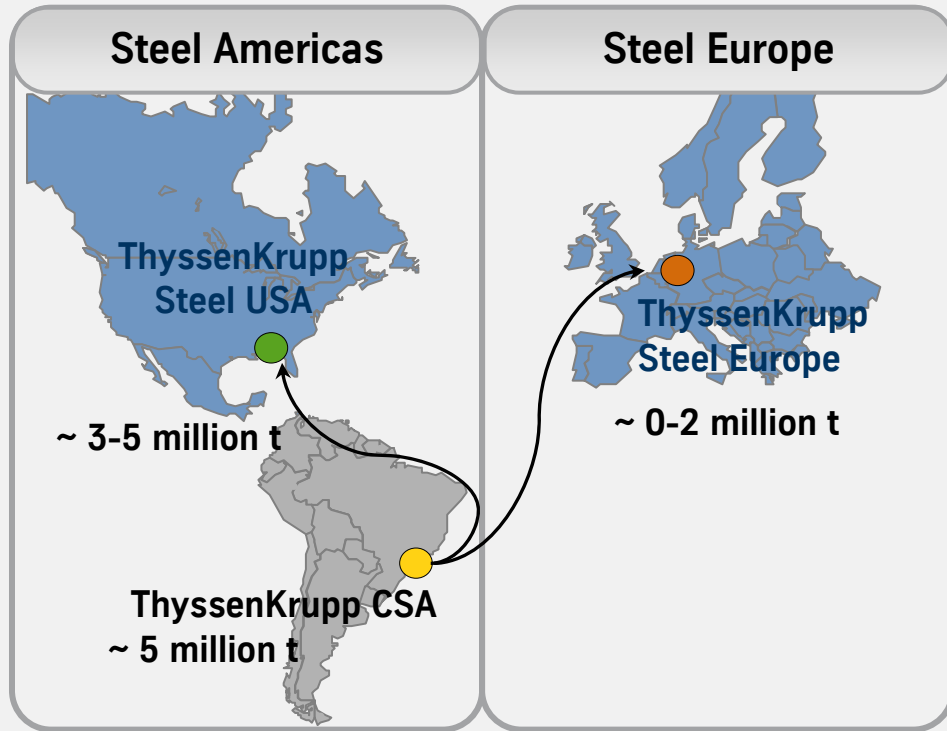 Steel Americas
Steel Europe
ThyssenKrupp
Steel USA
ThyssenKrupp
Steel Europe
~ 3-5 million t
~ 0-2 million t
ThyssenKrupp CSA
~ 5 million t